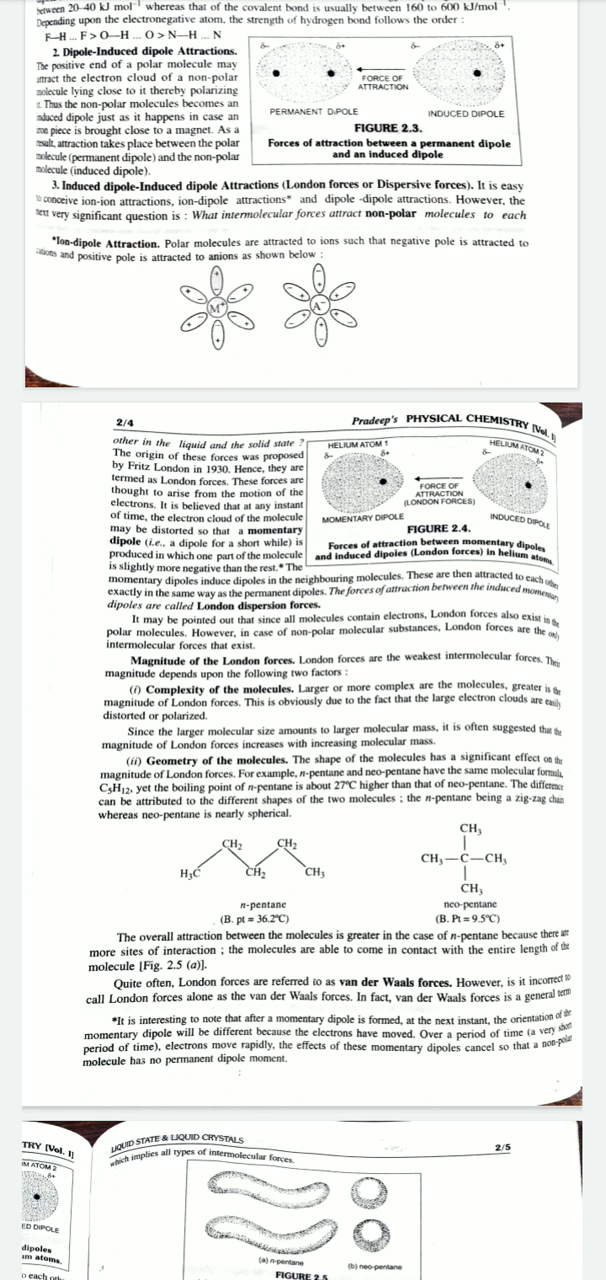 between 20–40 kJ mol⁻¹ whereas that of the covalent bond is usually between 160 to 600 kJ/mol⁻¹.
Depending upon the electronegative atom, the strength of hydrogen bond follows the order :
F—H ... F > O—H ... O > N—H ... N
2. Dipole-Induced dipole Attractions.
The positive end of a polar molecule may
attract the electron cloud of a non-polar
molecule lying close to it thereby polarizing
it. Thus the non-polar molecules becomes an
induced dipole just as it happens in case an
iron piece is brought close to a magnet. As a
result, attraction takes place between the polar
molecule (permanent dipole) and the non-polar
molecule (induced dipole).
δ– δ+ δ– δ+
FORCE OF
ATTRACTION
PERMANENT DIPOLE INDUCED DIPOLE
FIGURE 2.3.
Forces of attraction between a permanent dipole
and an induced dipole
3. Induced dipole-Induced dipole Attractions (London forces or Dispersive forces). It is easy
to conceive ion-ion attractions, ion-dipole attractions* and dipole -dipole attractions. However, the
next very significant question is : What intermolecular forces attract non-polar molecules to each
*Ion-dipole Attraction. Polar molecules are attracted to ions such that negative pole is attracted to
cations and positive pole is attracted to anions as shown below :
M⁺ A⁻
2/4 Pradeep's PHYSICAL CHEMISTRY [Vol. I]
other in the liquid and the solid state ?
The origin of these forces was proposed
by Fritz London in 1930. Hence, they are
termed as London forces. These forces are
thought to arise from the motion of the
electrons. It is believed that at any instant
of time, the electron cloud of the molecule
may be distorted so that a momentary
dipole (i.e., a dipole for a short while) is
produced in which one part of the molecule
is slightly more negative than the rest.* The
HELIUM ATOM 1 HELIUM ATOM 2
δ– δ+ δ– δ+
FORCE OF
ATTRACTION
(LONDON FORCES)
MOMENTARY DIPOLE INDUCED DIPOLE
FIGURE 2.4.
Forces of attraction between momentary dipoles
and induced dipoles (London forces) in helium atoms.
momentary dipoles induce dipoles in the neighbouring molecules. These are then attracted to each other
exactly in the same way as the permanent dipoles. The forces of attraction between the induced momentary
dipoles are called London dispersion forces.
It may be pointed out that since all molecules contain electrons, London forces also exist in the
polar molecules. However, in case of non-polar molecular substances, London forces are the only
intermolecular forces that exist.
Magnitude of the London forces. London forces are the weakest intermolecular forces. Their
magnitude depends upon the following two factors :
(i) Complexity of the molecules. Larger or more complex are the molecules, greater is the
magnitude of London forces. This is obviously due to the fact that the large electron clouds are easily
distorted or polarized.
Since the larger molecular size amounts to larger molecular mass, it is often suggested that the
magnitude of London forces increases with increasing molecular mass.
(ii) Geometry of the molecules. The shape of the molecules has a significant effect on the
magnitude of London forces. For example, n-pentane and neo-pentane have the same molecular formula,
C₅H₁₂, yet the boiling point of n-pentane is about 27°C higher than that of neo-pentane. The difference
can be attributed to the different shapes of the two molecules ; the n-pentane being a zig-zag chain
whereas neo-pentane is nearly spherical.
CH₂ CH₂
H₃C CH₂ CH₃
n-pentane
(B. pt = 36.2°C)
CH₃
CH₃—C—CH₃
CH₃
neo-pentane
(B. Pt = 9.5°C)
The overall attraction between the molecules is greater in the case of n-pentane because there are
more sites of interaction ; the molecules are able to come in contact with the entire length of the
molecule [Fig. 2.5 (a)].
Quite often, London forces are referred to as van der Waals forces. However, is it incorrect to
call London forces alone as the van der Waals forces. In fact, van der Waals forces is a general term
*It is interesting to note that after a momentary dipole is formed, at the next instant, the orientation of the
momentary dipole will be different because the electrons have moved. Over a period of time (a very short
period of time), electrons move rapidly, the effects of these momentary dipoles cancel so that a non-polar
molecule has no permanent dipole moment.
TRY [Vol. I]
M ATOM 2
δ+
ED DIPOLE
dipoles
um atoms.
o each
LIQUID STATE & LIQUID CRYSTALS 2/5
which implies all types of intermolecular forces.
(a) n-pentane (b) neo-pentane
FIGURE 2.5